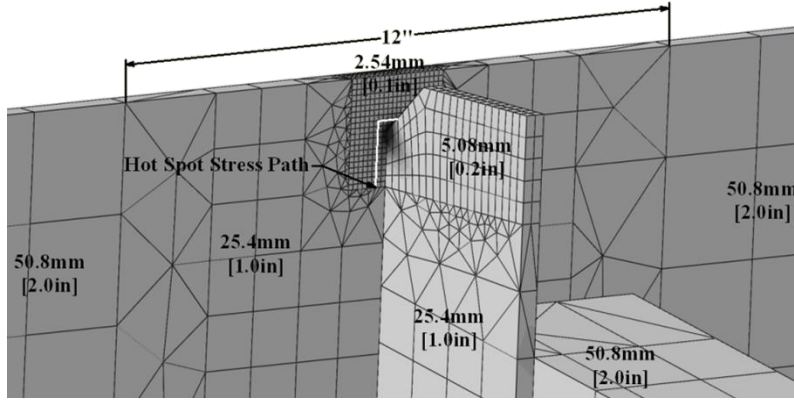 12"
2.54mm
[0.1in]
5.08mm
[0.2in]
Hot Spot Stress Path
50.8mm
[2.0in]
25.4mm
[1.0in]
50.8mm
[2.0in]
25.4mm
[1.0in]
50.8mm
[2.0in]